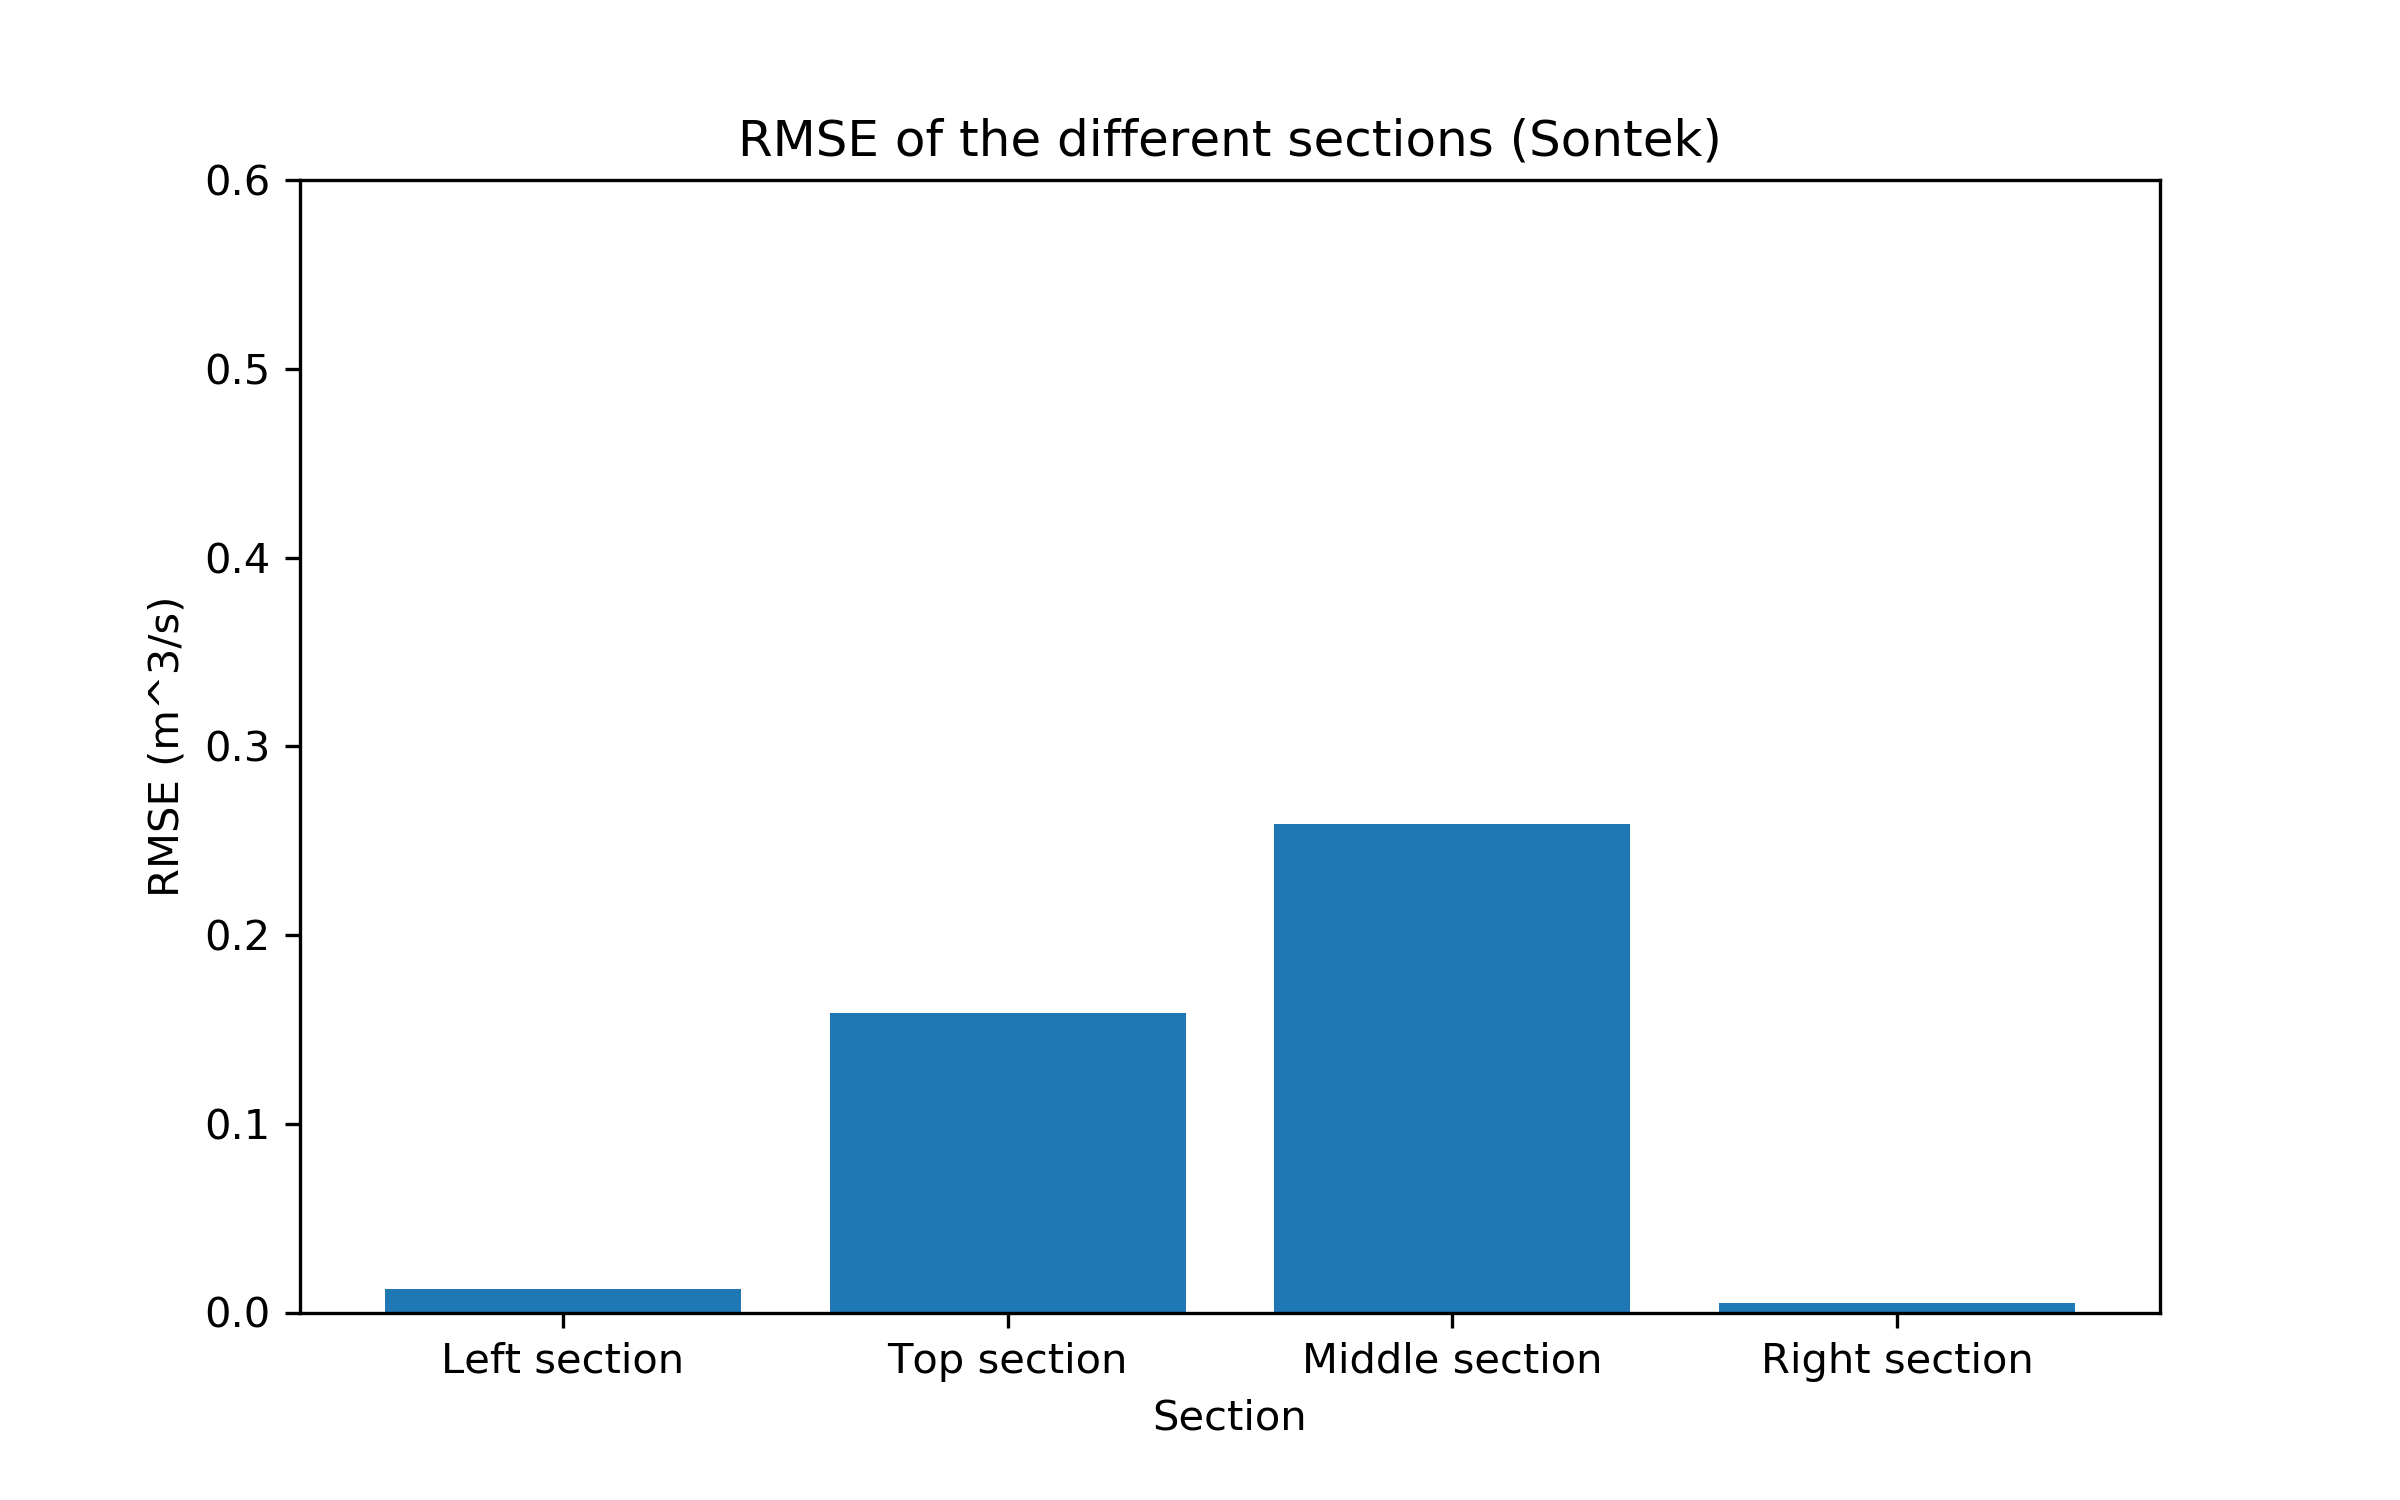 RMSE of the different sections (Sontek)
RMSE (m^3/s)
0.6
0.5
0.4
0.3
0.2
0.1
0.0
Left section
Top section
Middle section
Right section
Section